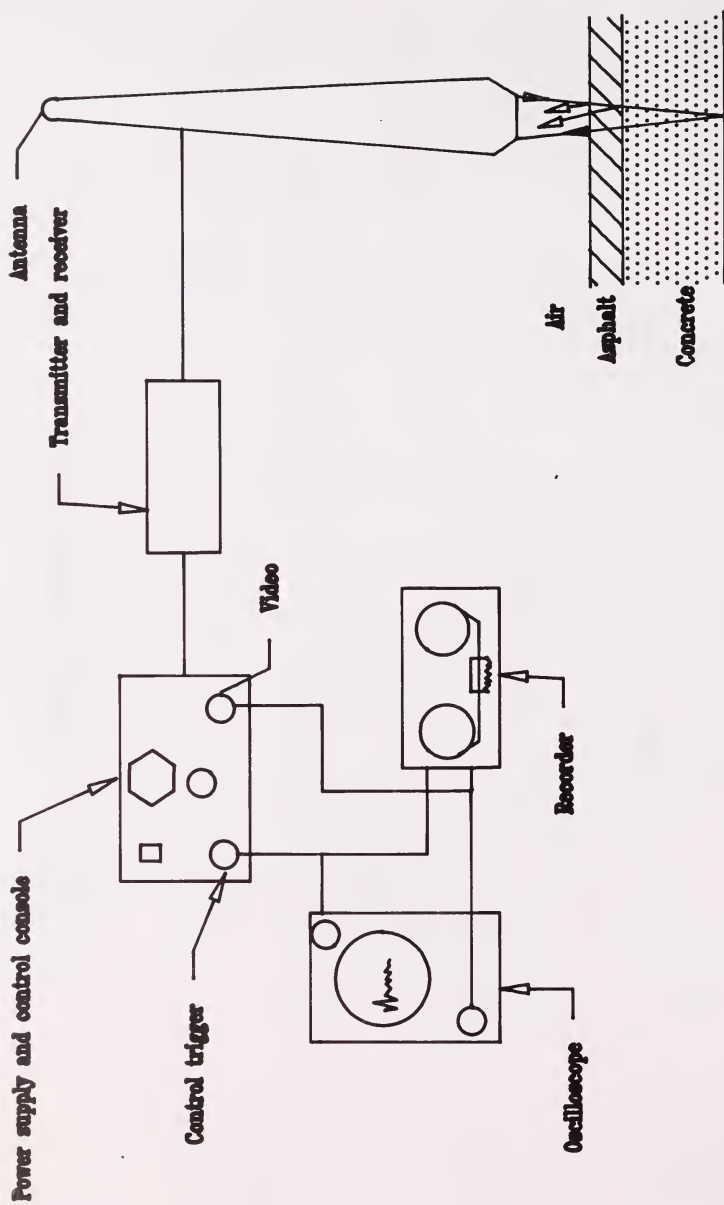 Power supply and control console
Antenna
Transmitter and receiver
Video
Control trigger
Air
Asphalt
Concrete
Recorder
Oscilloscope